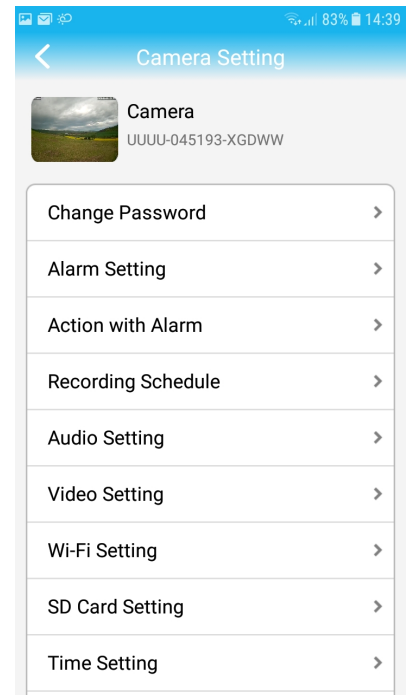 83% 14:39
Camera Setting
Camera
UUUU-045193-XGDWW
Change Password
Alarm Setting
Action with Alarm
Recording Schedule
Audio Setting
Video Setting
Wi-Fi Setting
SD Card Setting
Time Setting